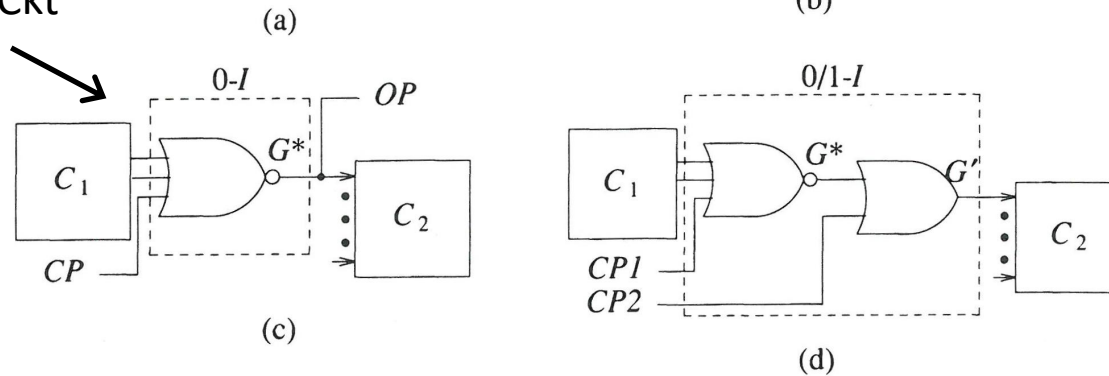 Ckt
(a)
(b)
0-I
OP
G*
C1
C2
CP
(c)
0/1-I
G*
G′
C1
C2
CP1
CP2
(d)